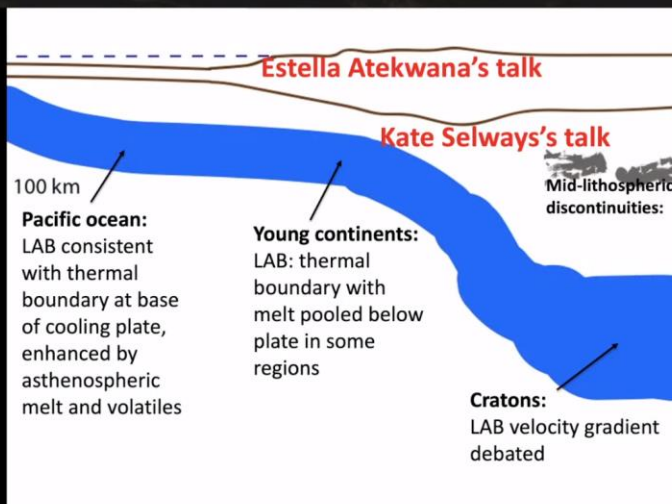 Estella Atekwana's talk
Kate Selways's talk
100 km
Mid-lithospheric
discontinuities:
Pacific ocean:
LAB consistent
with thermal
boundary at base
of cooling plate,
enhanced by
asthenospheric
melt and volatiles
Young continents:
LAB: thermal
boundary with
melt pooled below
plate in some
regions
Cratons:
LAB velocity gradient
debated